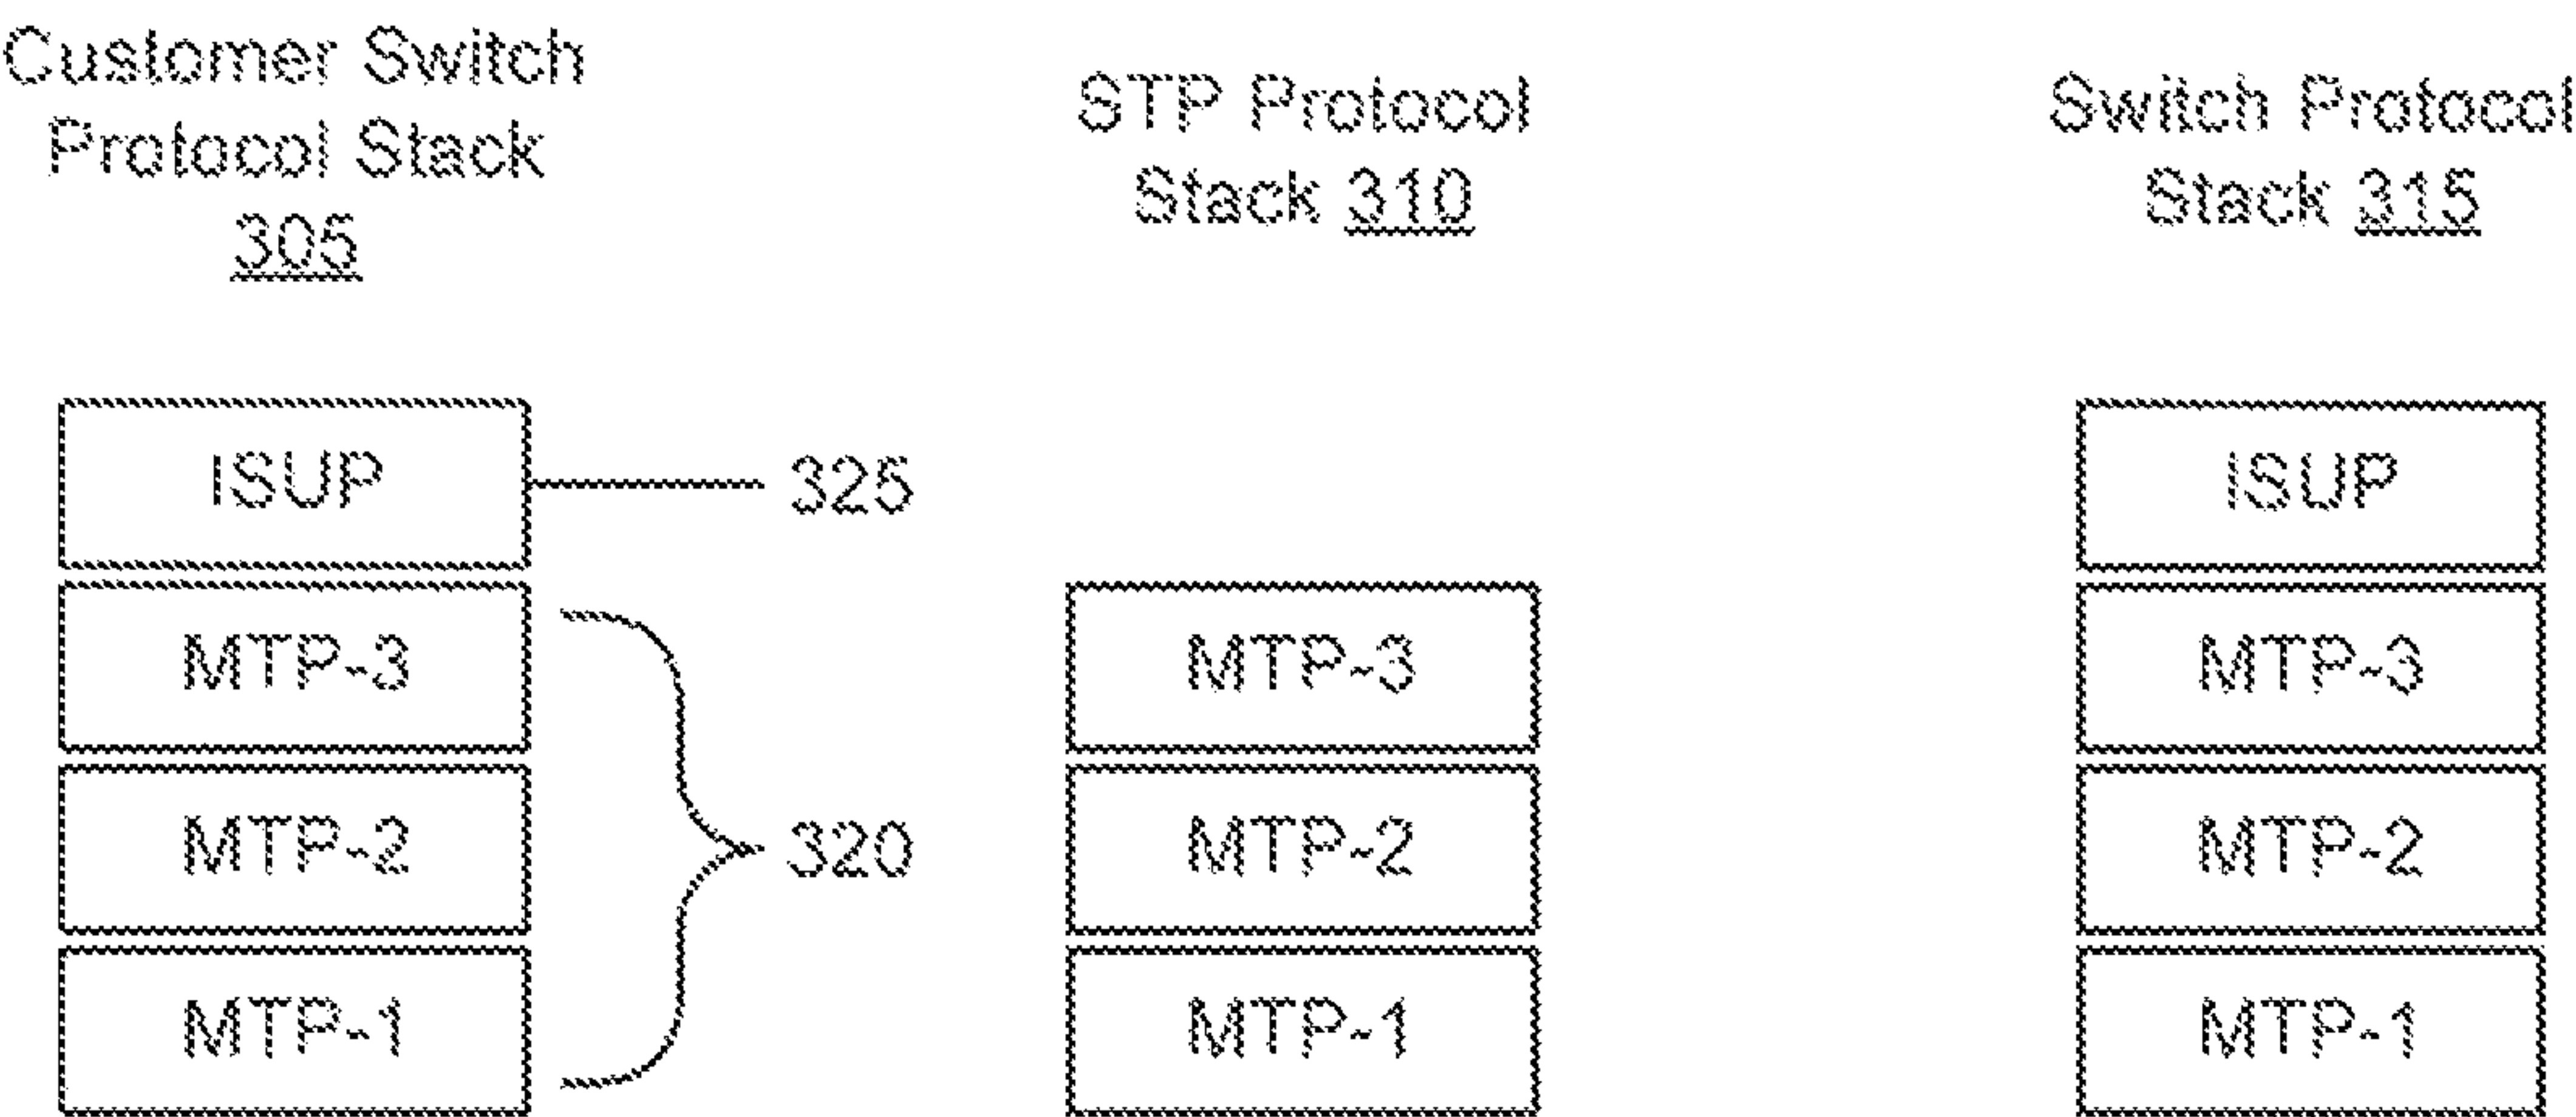 Customer Switch
Protocol Stack
305
STP Protocol
Stack 310
Switch Protocol
Stack 315
ISUP
325
ISUP
MTP-3
MTP-3
MTP-3
MTP-2
320
MTP-2
MTP-2
MTP-1
MTP-1
MTP-1